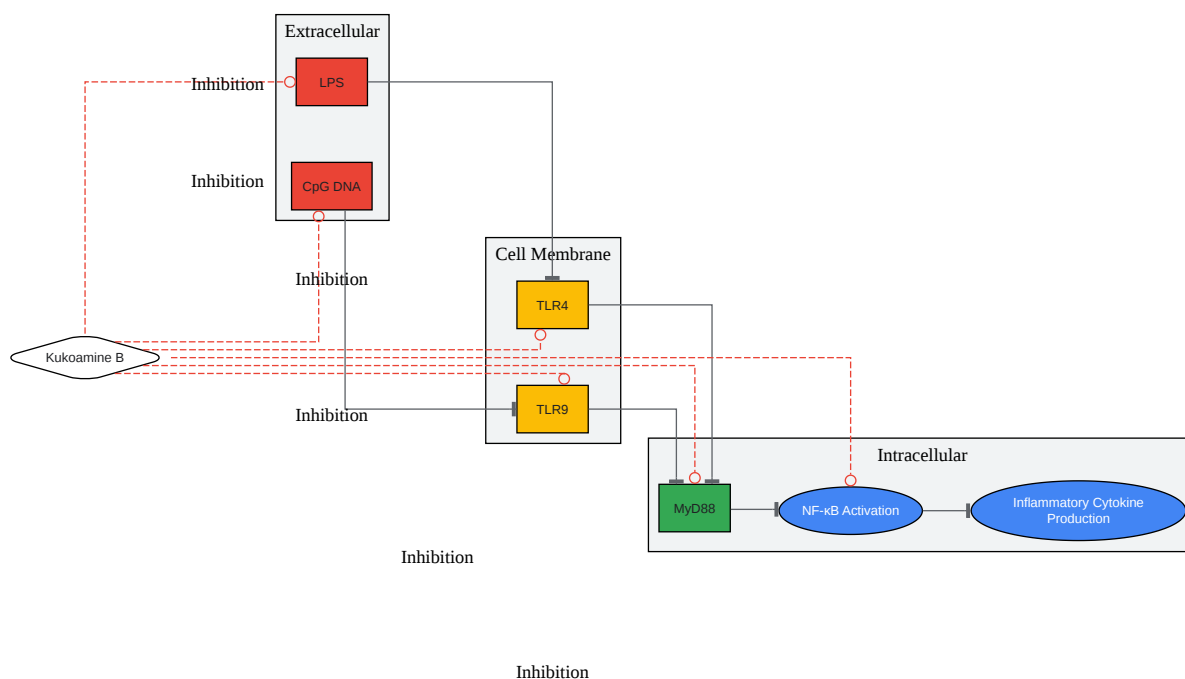 Extracellular
LPS
Inhibition
CpG DNA
Inhibition
Cell Membrane
Inhibition
TLR4
Kukoamine B
TLR9
Inhibition
Intracellular
MyD88
NF-κB Activation
Inflammatory Cytokine
Production
Inhibition
Inhibition